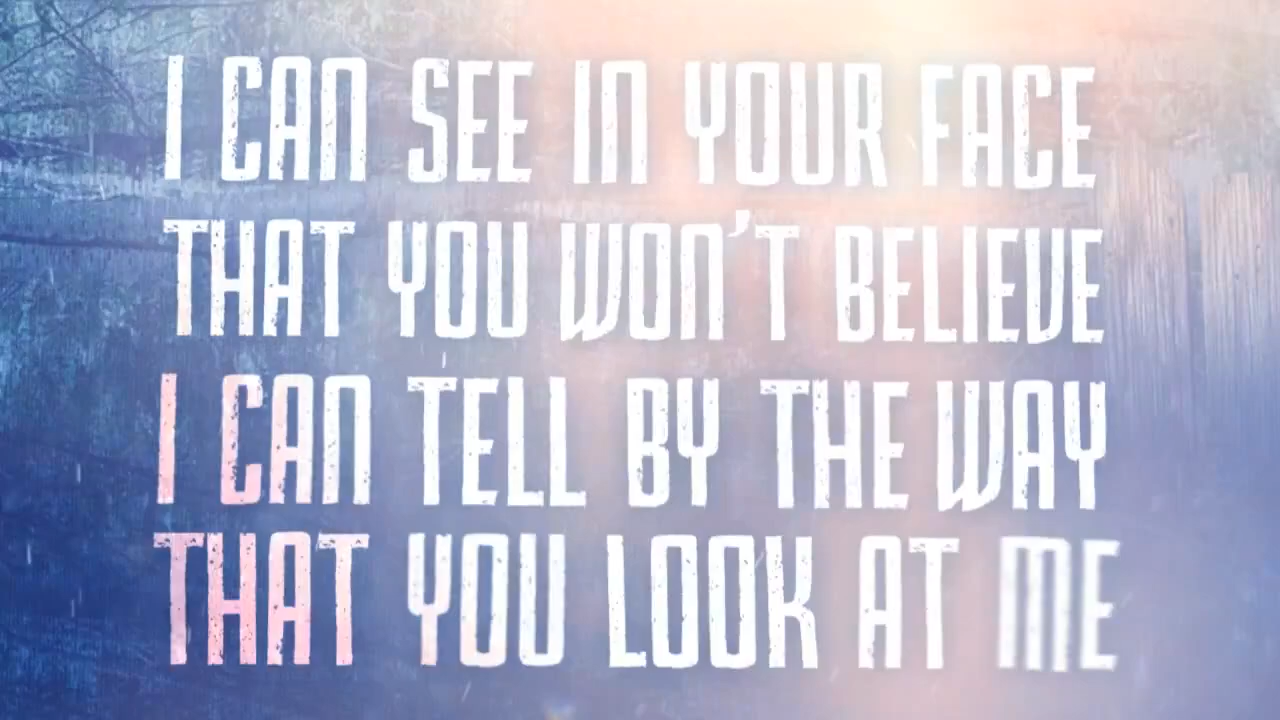 I CAN SEE IN YOUR FACE
THAT YOU WON'T BELIEVE
I CAN TELL BY THE WAY
THAT YOU LOOK AT ME